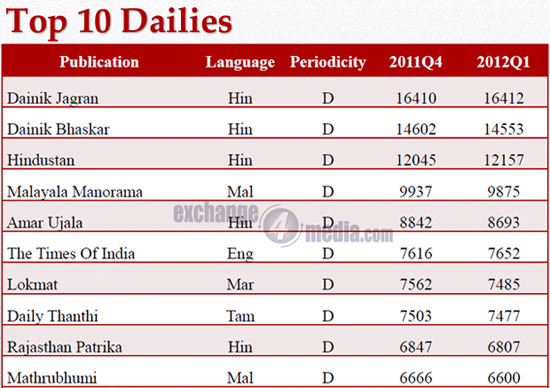 Top 10 Dailies
Publication Language Periodicity 2011Q4 2012Q1
Dainik Jagran Hin D 16410 16412
Dainik Bhaskar Hin D 14602 14553
Hindustan Hin D 12045 12157
Malayala Manorama Mal D 9937 9875
Amar Ujala Hin D 8842 8693
The Times Of India Eng D 7616 7652
Lokmat Mar D 7562 7485
Daily Thanthi Tam D 7503 7477
Rajasthan Patrika Hin D 6847 6807
Mathrubhumi Mal D 6666 6600
exchange4media.com